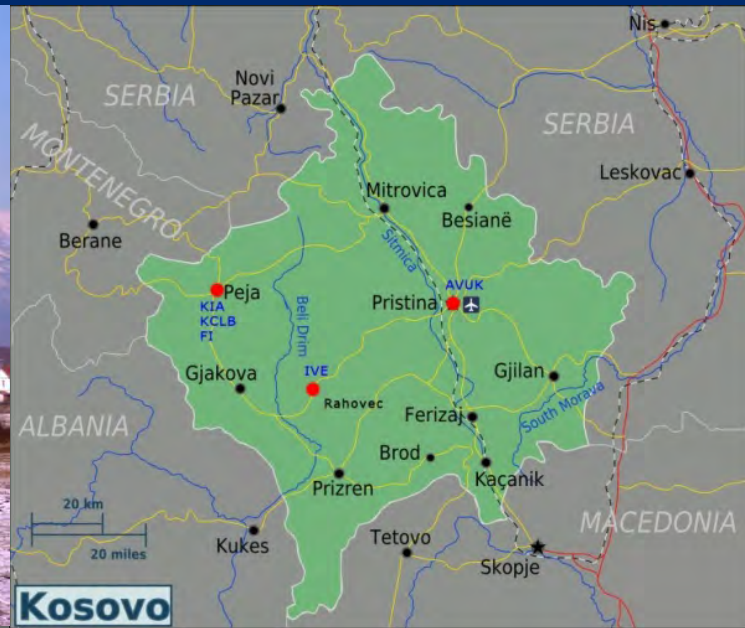 Nis
Novi
Pazar
SERBIA
SERBIA
MONTENEGRO
Leskovac
Mitrovica
Besianë
Berane
Sitmica
AVUK
Peja
Pristina
KIA
KCLB
FI
Beli Drim
IVE
Gjakova
Rahovec
Gjilan
South Morava
Ferizaj
ALBANIA
Brod
Kaçanik
Prizren
20 km
20 miles
MACEDONIA
Kukes
Tetovo
Skopje
Kosovo